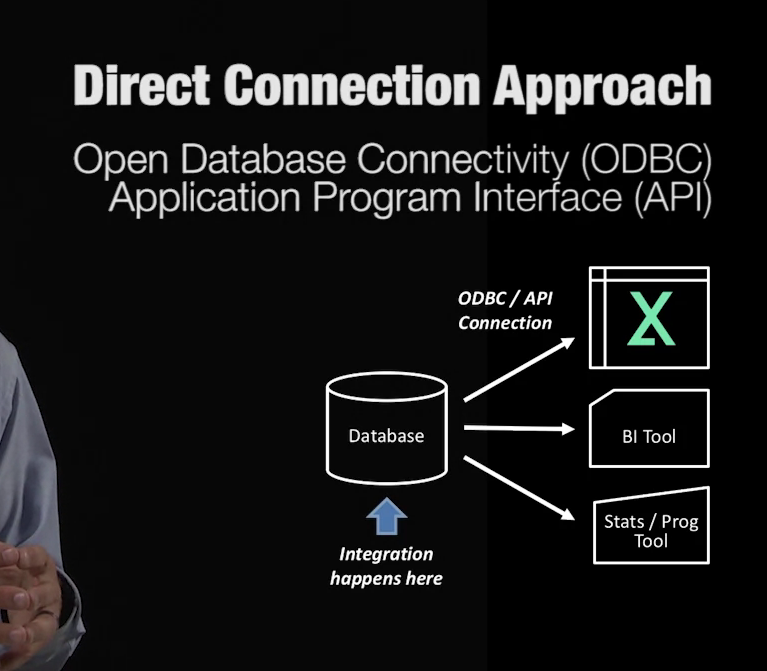 Direct Connection Approach
Open Database Connectivity (ODBC)
Application Program Interface (API)
ODBC / API
Connection
X
Database
BI Tool
Stats / Prog
Tool
Integration
happens here